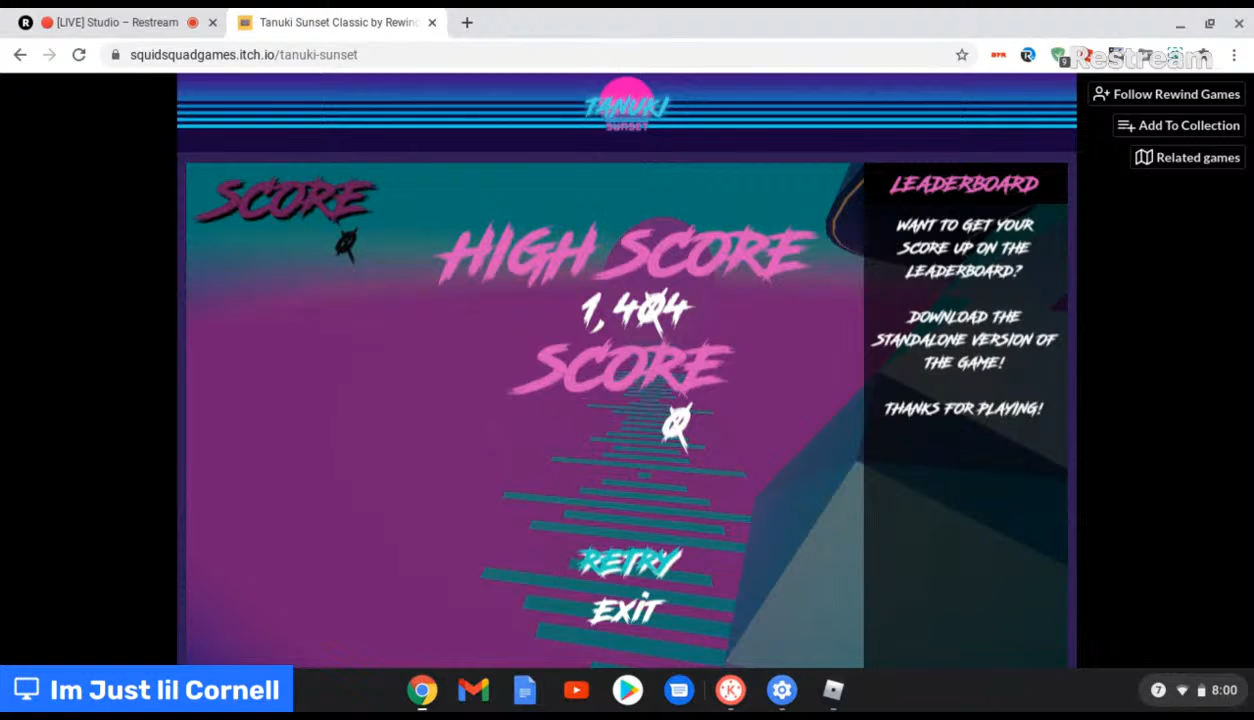 [LIVE] Studio – Restream
Tanuki Sunset Classic by Rewind
squidsquadgames.itch.io/tanuki-sunset
Restream
9
Follow Rewind Games
Add To Collection
Related games
TANUKI
SUNSET
SCORE
0
HIGH SCORE
1,404
SCORE
0
RETRY
EXIT
LEADERBOARD
WANT TO GET YOUR
SCORE UP ON THE
LEADERBOARD?
DOWNLOAD THE
STANDALONE VERSION OF
THE GAME!
THANKS FOR PLAYING!
Im Just lil Cornell
7
8:00